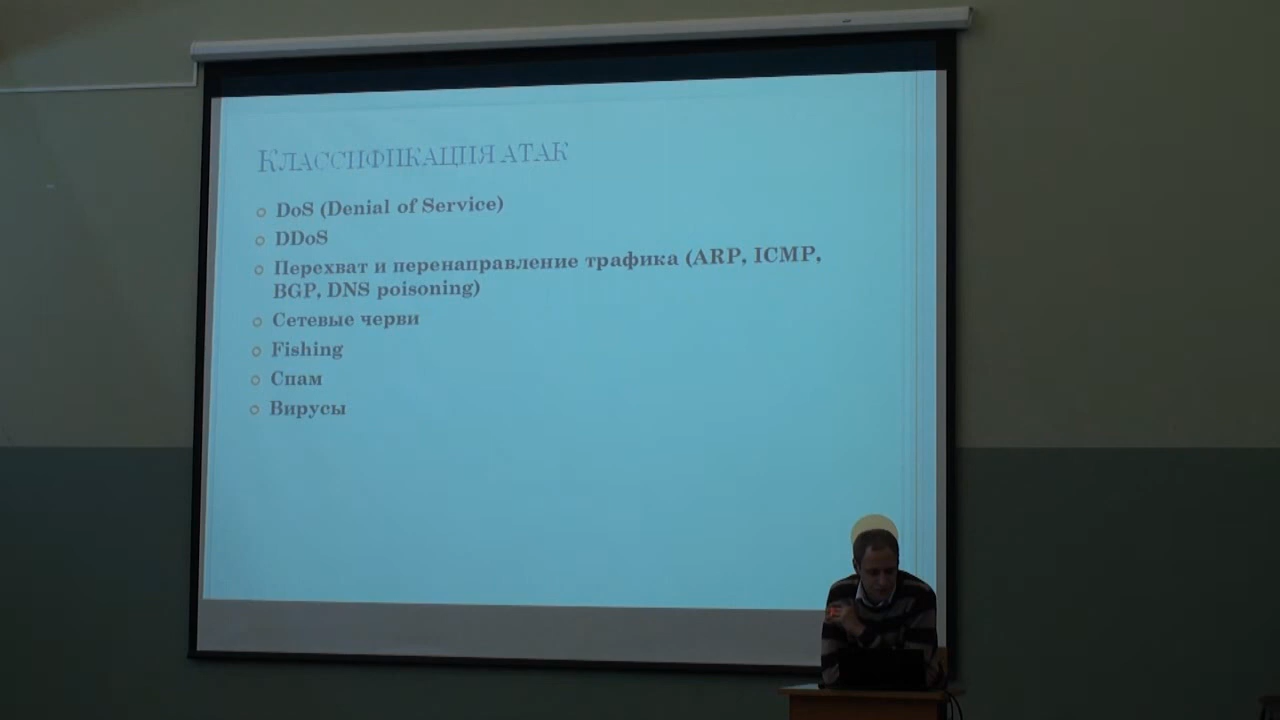 Классификация атак
DoS (Denial of Service)
DDoS
Перехват и перенаправление трафика (ARP, ICMP,
BGP, DNS poisoning)
Сетевые черви
Fishing
Спам
Вирусы